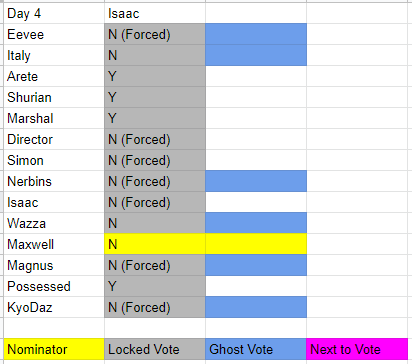 Day 4 Isaac
Eevee N (Forced)
Italy N
Arete Y
Shurian Y
Marshal Y
Director N (Forced)
Simon N (Forced)
Nerbins N (Forced)
Isaac N (Forced)
Wazza N
Maxwell N
Magnus N (Forced)
Possessed Y
KyoDaz N (Forced)
Nominator Locked Vote Ghost Vote Next to Vote